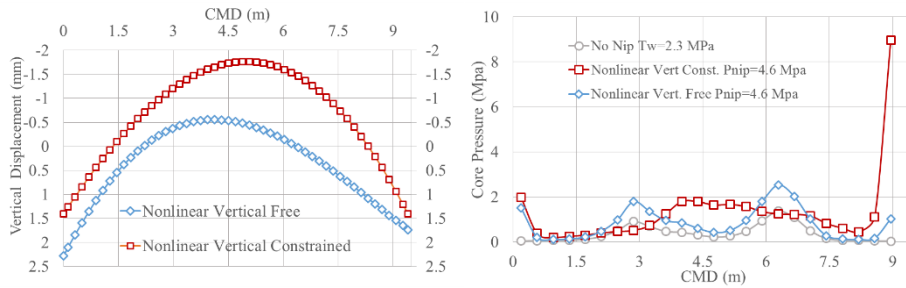 CMD (m)
0 1.5 3 4.5 6 7.5 9
Vertical Displacement (mm)
-2 -2
-1.5 -1.5
-1 -1
-0.5 -0.5
0 0
0.5 0.5
1 1
1.5 1.5
2 2
2.5 2.5
Nonlinear Vertical Free
Nonlinear Vertical Constrained
Core Pressure (Mpa)
10
8
6
4
2
0
No Nip Tw=2.3 MPa
Nonlinear Vert Const. Pnip=4.6 Mpa
Nonlinear Vert. Free Pnip=4.6 Mpa
0 1.5 3 4.5 6 7.5 9
CMD (m)